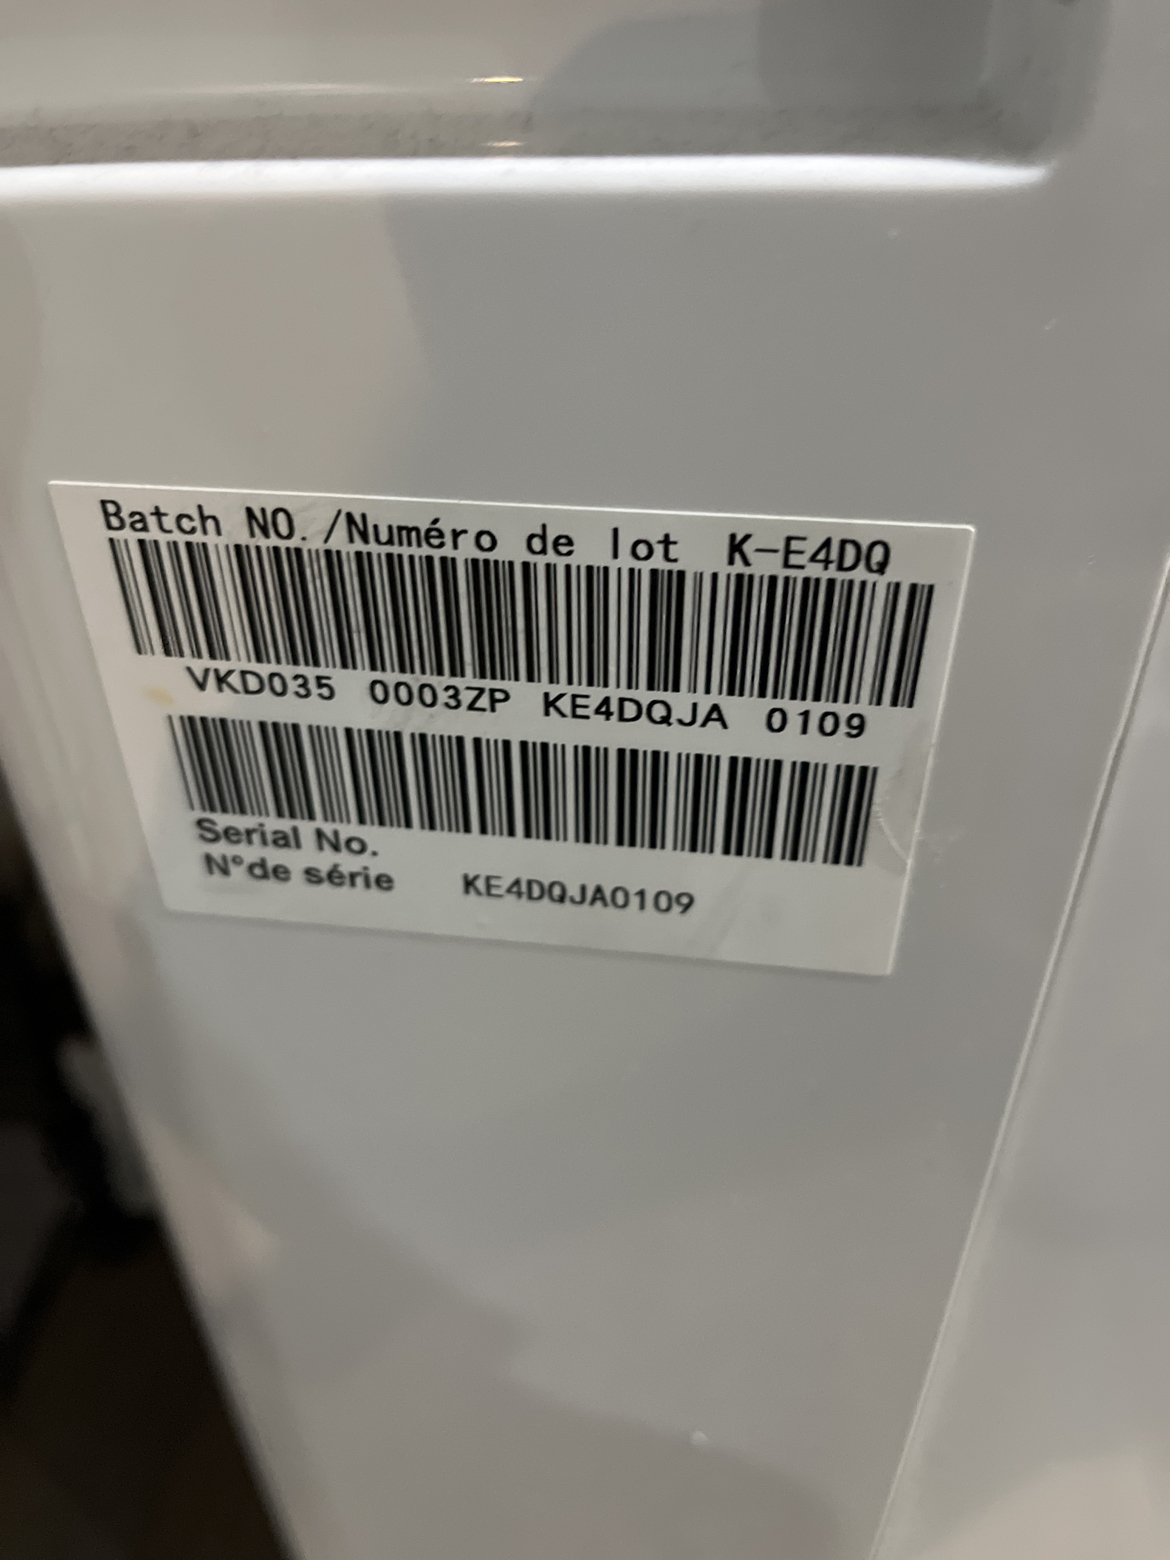 Batch NO./Numéro de lot K-E4DQ
VKD035 0003ZP KE4DQJA 0109
Serial No.
N°de série KE4DQJA0109